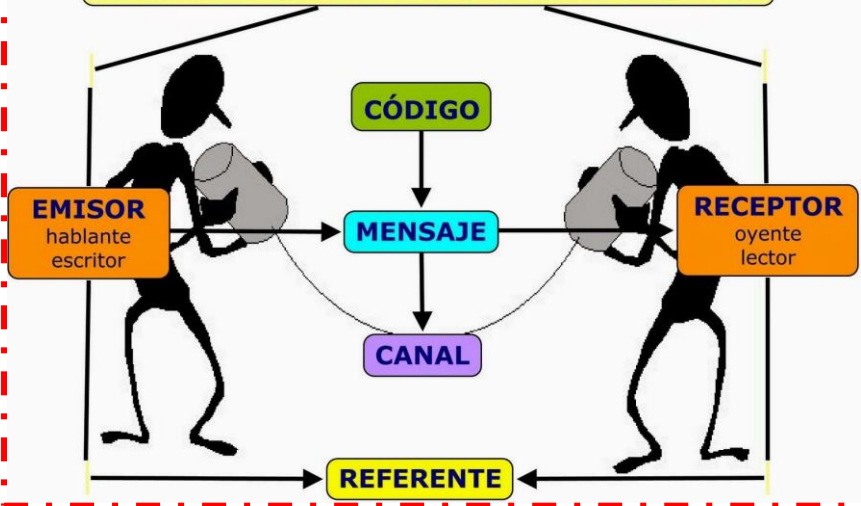 CÓDIGO
EMISOR
hablante
escritor
MENSAJE
RECEPTOR
oyente
lector
CANAL
REFERENTE